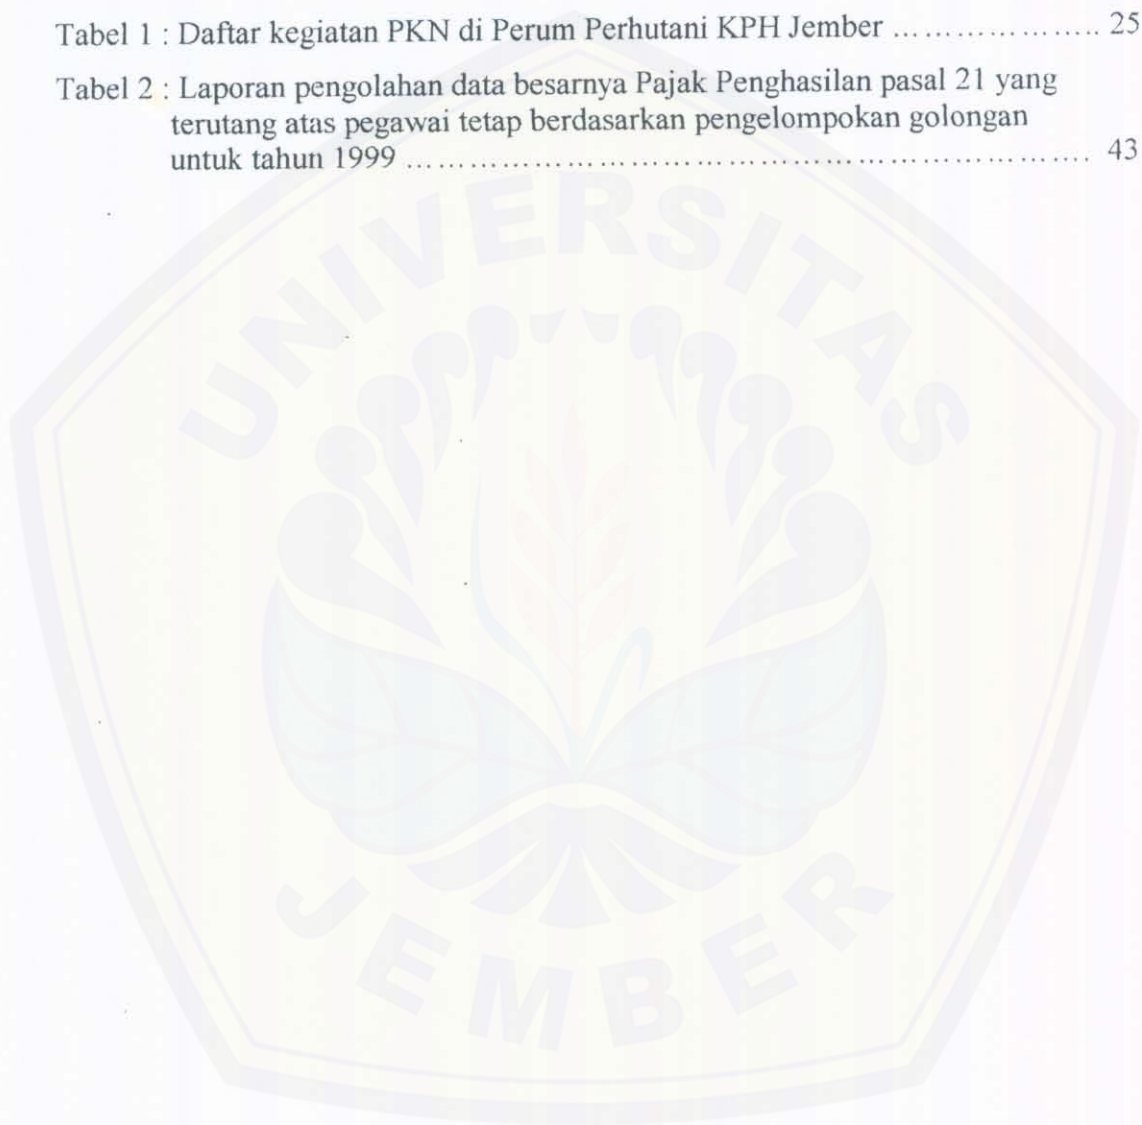 Tabel 1 : Daftar kegiatan PKN di Perum Perhutani KPH Jember ................... 25
Tabel 2 : Laporan pengolahan data besarnya Pajak Penghasilan pasal 21 yang
terutang atas pegawai tetap berdasarkan pengelompokan golongan
untuk tahun 1999 ................................................................ 43
UNIVERSITAS
JEMBER